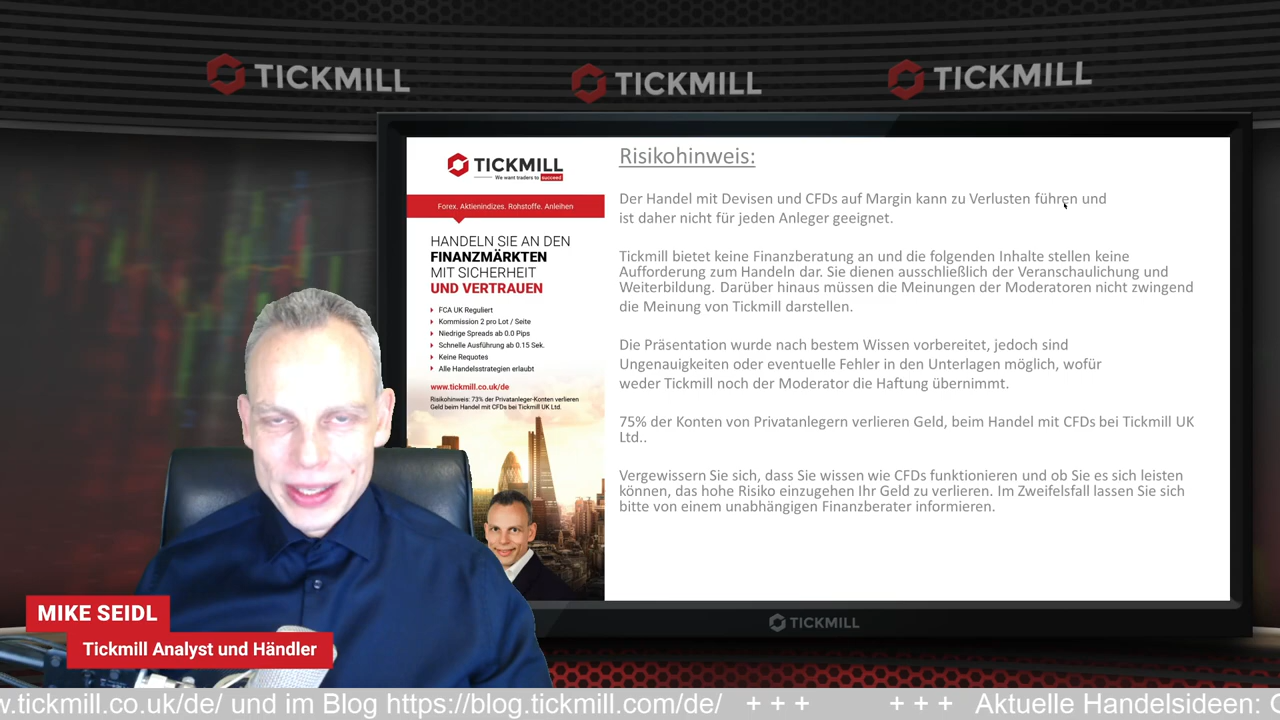 TICKMILL
TICKMILL
TICKMILL
TICKMILL
We want traders to succeed
Forex. Aktienindizes. Rohstoffe. Anleihen
HANDELN SIE AN DEN
FINANZMÄRKTEN
MIT SICHERHEIT
UND VERTRAUEN
FCA UK Reguliert
Kommission 2 pro Lot / Seite
Niedrige Spreads ab 0.0 Pips
Schnelle Ausführung ab 0.15 Sek.
Keine Requotes
Alle Handelsstrategien erlaubt
www.tickmill.co.uk/de
Risikohinweis: 73% der Privatanleger-Konten verlieren
Geld beim Handel mit CFDs bei Tickmill UK Ltd.
Risikohinweis:
Der Handel mit Devisen und CFDs auf Margin kann zu Verlusten führen und
ist daher nicht für jeden Anleger geeignet.
Tickmill bietet keine Finanzberatung an und die folgenden Inhalte stellen keine
Aufforderung zum Handeln dar. Sie dienen ausschließlich der Veranschaulichung und
Weiterbildung. Darüber hinaus müssen die Meinungen der Moderatoren nicht zwingend
die Meinung von Tickmill darstellen.
Die Präsentation wurde nach bestem Wissen vorbereitet, jedoch sind
Ungenauigkeiten oder eventuelle Fehler in den Unterlagen möglich, wofür
weder Tickmill noch der Moderator die Haftung übernimmt.
75% der Konten von Privatanlegern verlieren Geld, beim Handel mit CFDs bei Tickmill UK
Ltd..
Vergewissern Sie sich, dass Sie wissen wie CFDs funktionieren und ob Sie es sich leisten
können, das hohe Risiko einzugehen Ihr Geld zu verlieren. Im Zweifelsfall lassen Sie sich
bitte von einem unabhängigen Finanzberater informieren.
TICKMILL
MIKE SEIDL
Tickmill Analyst und Händler
w.tickmill.co.uk/de/ und im Blog https://blog.tickmill.com/de/ + + + + + + Aktuelle Handelsideen: